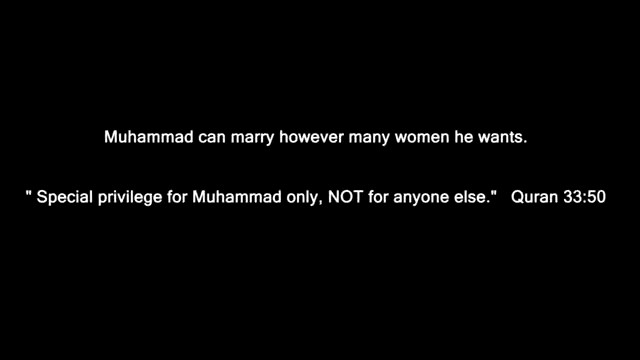 Muhammad can marry however many women he wants.
" Special privilege for Muhammad only, NOT for anyone else."   Quran 33:50